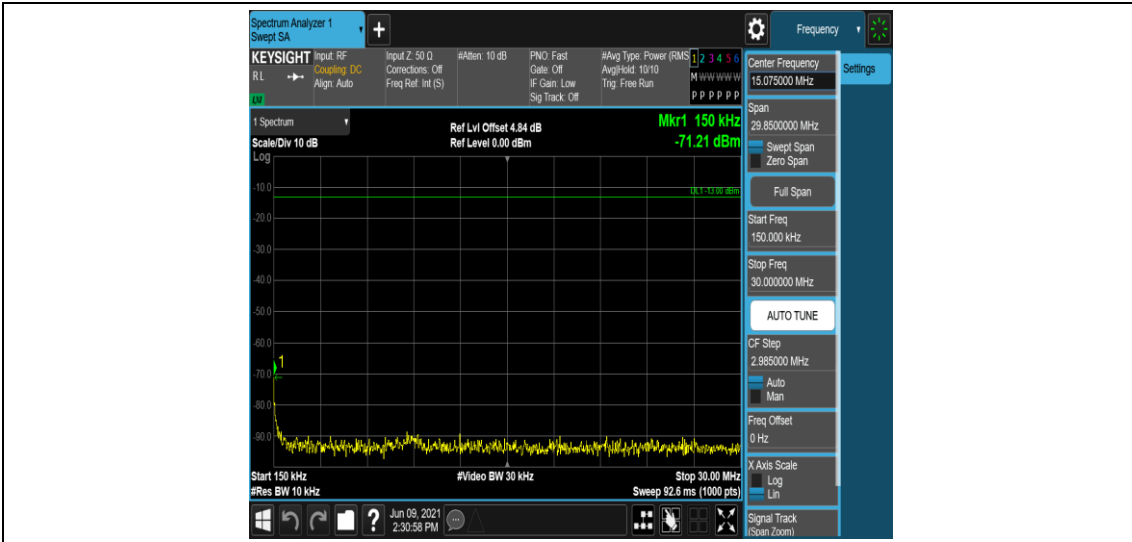 Spectrum Analyzer 1
Swept SA
+
Frequency
KEYSIGHT
RL
LXI
Input: RF
Coupling: DC
Align: Auto
Input Z: 50 Ω
Corrections: Off
Freq Ref: Int (S)
#Atten: 10 dB
PNO: Fast
Gate: Off
IF Gain: Low
Sig Track: Off
#Avg Type: Power (RMS
Avg|Hold: 10/10
Trig: Free Run
1 2 3 4 5 6
M W W W W W
P P P P P P
1 Spectrum
Scale/Div 10 dB
Ref Lvl Offset 4.84 dB
Ref Level 0.00 dBm
Mkr1 150 kHz
-71.21 dBm
Log
DL1 -13.00 dBm
-10.0
-20.0
-30.0
-40.0
-50.0
-60.0
1
-70.0
-80.0
-90.0
Start 150 kHz
#Res BW 10 kHz
#Video BW 30 kHz
Stop 30.00 MHz
Sweep 92.6 ms (1000 pts)
Center Frequency
15.075000 MHz
Settings
Span
29.8500000 MHz
Swept Span
Zero Span
Full Span
Start Freq
150.000 kHz
Stop Freq
30.000000 MHz
AUTO TUNE
CF Step
2.985000 MHz
Auto
Man
Freq Offset
0 Hz
X Axis Scale
Log
Lin
Signal Track
(Span Zoom)
?
Jun 09, 2021
2:30:58 PM